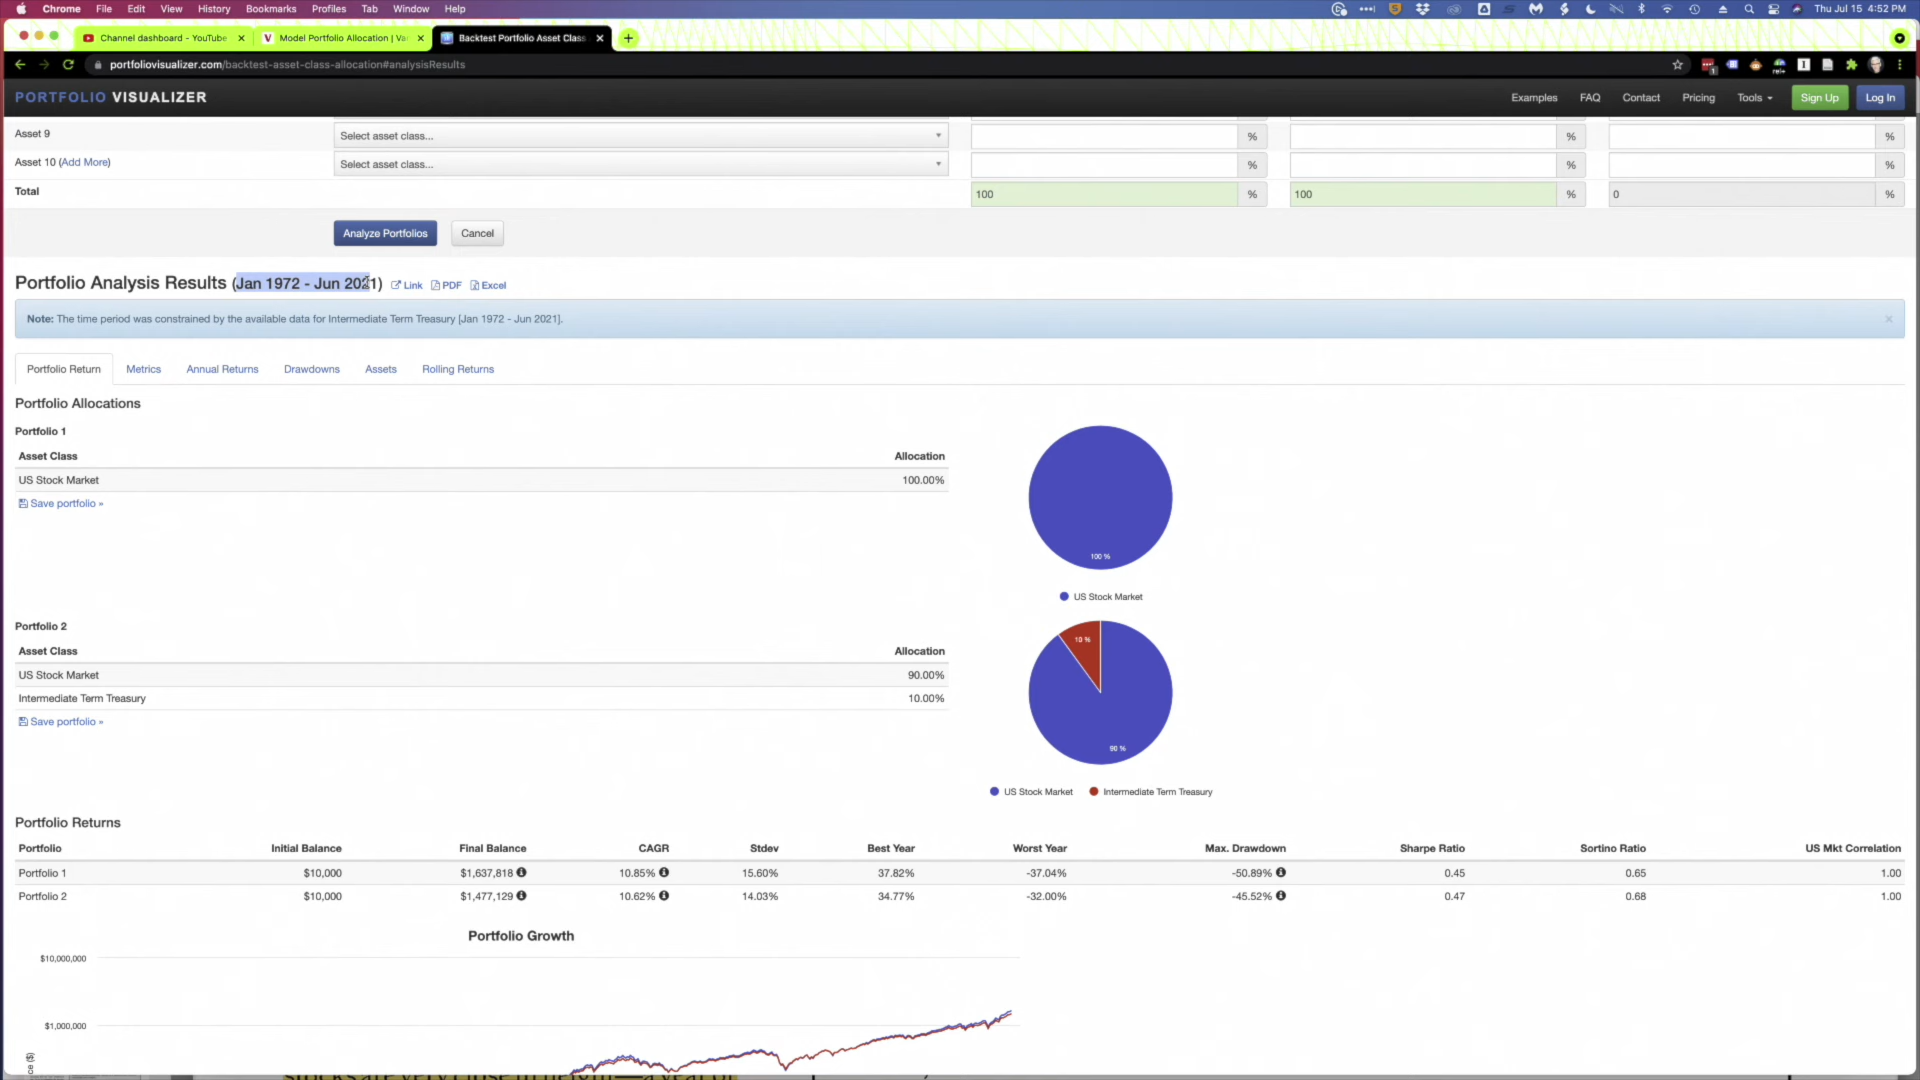 Chrome File Edit View History Bookmarks Profiles Tab Window Help Thu Jul 15 4:52 PM
Channel dashboard - YouTube Model Portfolio Allocation | Va Backtest Portfolio Asset Class
portfoliovisualizer.com/backtest-asset-class-allocation#analysisResults
PORTFOLIO VISUALIZER Examples FAQ Contact Pricing Tools Sign Up Log In
Asset 9 Select asset class... % % %
Asset 10 (Add More) Select asset class... % % %
Total 100 % 100 % 0 %
Analyze Portfolios Cancel
Portfolio Analysis Results (Jan 1972 - Jun 2021) Link PDF Excel
Note: The time period was constrained by the available data for Intermediate Term Treasury [Jan 1972 - Jun 2021].
Portfolio Return Metrics Annual Returns Drawdowns Assets Rolling Returns
Portfolio Allocations
Portfolio 1
Asset Class Allocation
US Stock Market 100.00%
Save portfolio »
100 %
US Stock Market
Portfolio 2
Asset Class Allocation
US Stock Market 90.00%
Intermediate Term Treasury 10.00%
Save portfolio »
10 %
90 %
US Stock Market Intermediate Term Treasury
Portfolio Returns
Portfolio Initial Balance Final Balance CAGR Stdev Best Year Worst Year Max. Drawdown Sharpe Ratio Sortino Ratio US Mkt Correlation
Portfolio 1 $10,000 $1,637,818 10.85% 15.60% 37.82% -37.04% -50.89% 0.45 0.65 1.00
Portfolio 2 $10,000 $1,477,129 10.62% 14.03% 34.77% -32.00% -45.52% 0.47 0.68 1.00
Portfolio Growth
$10,000,000
$1,000,000